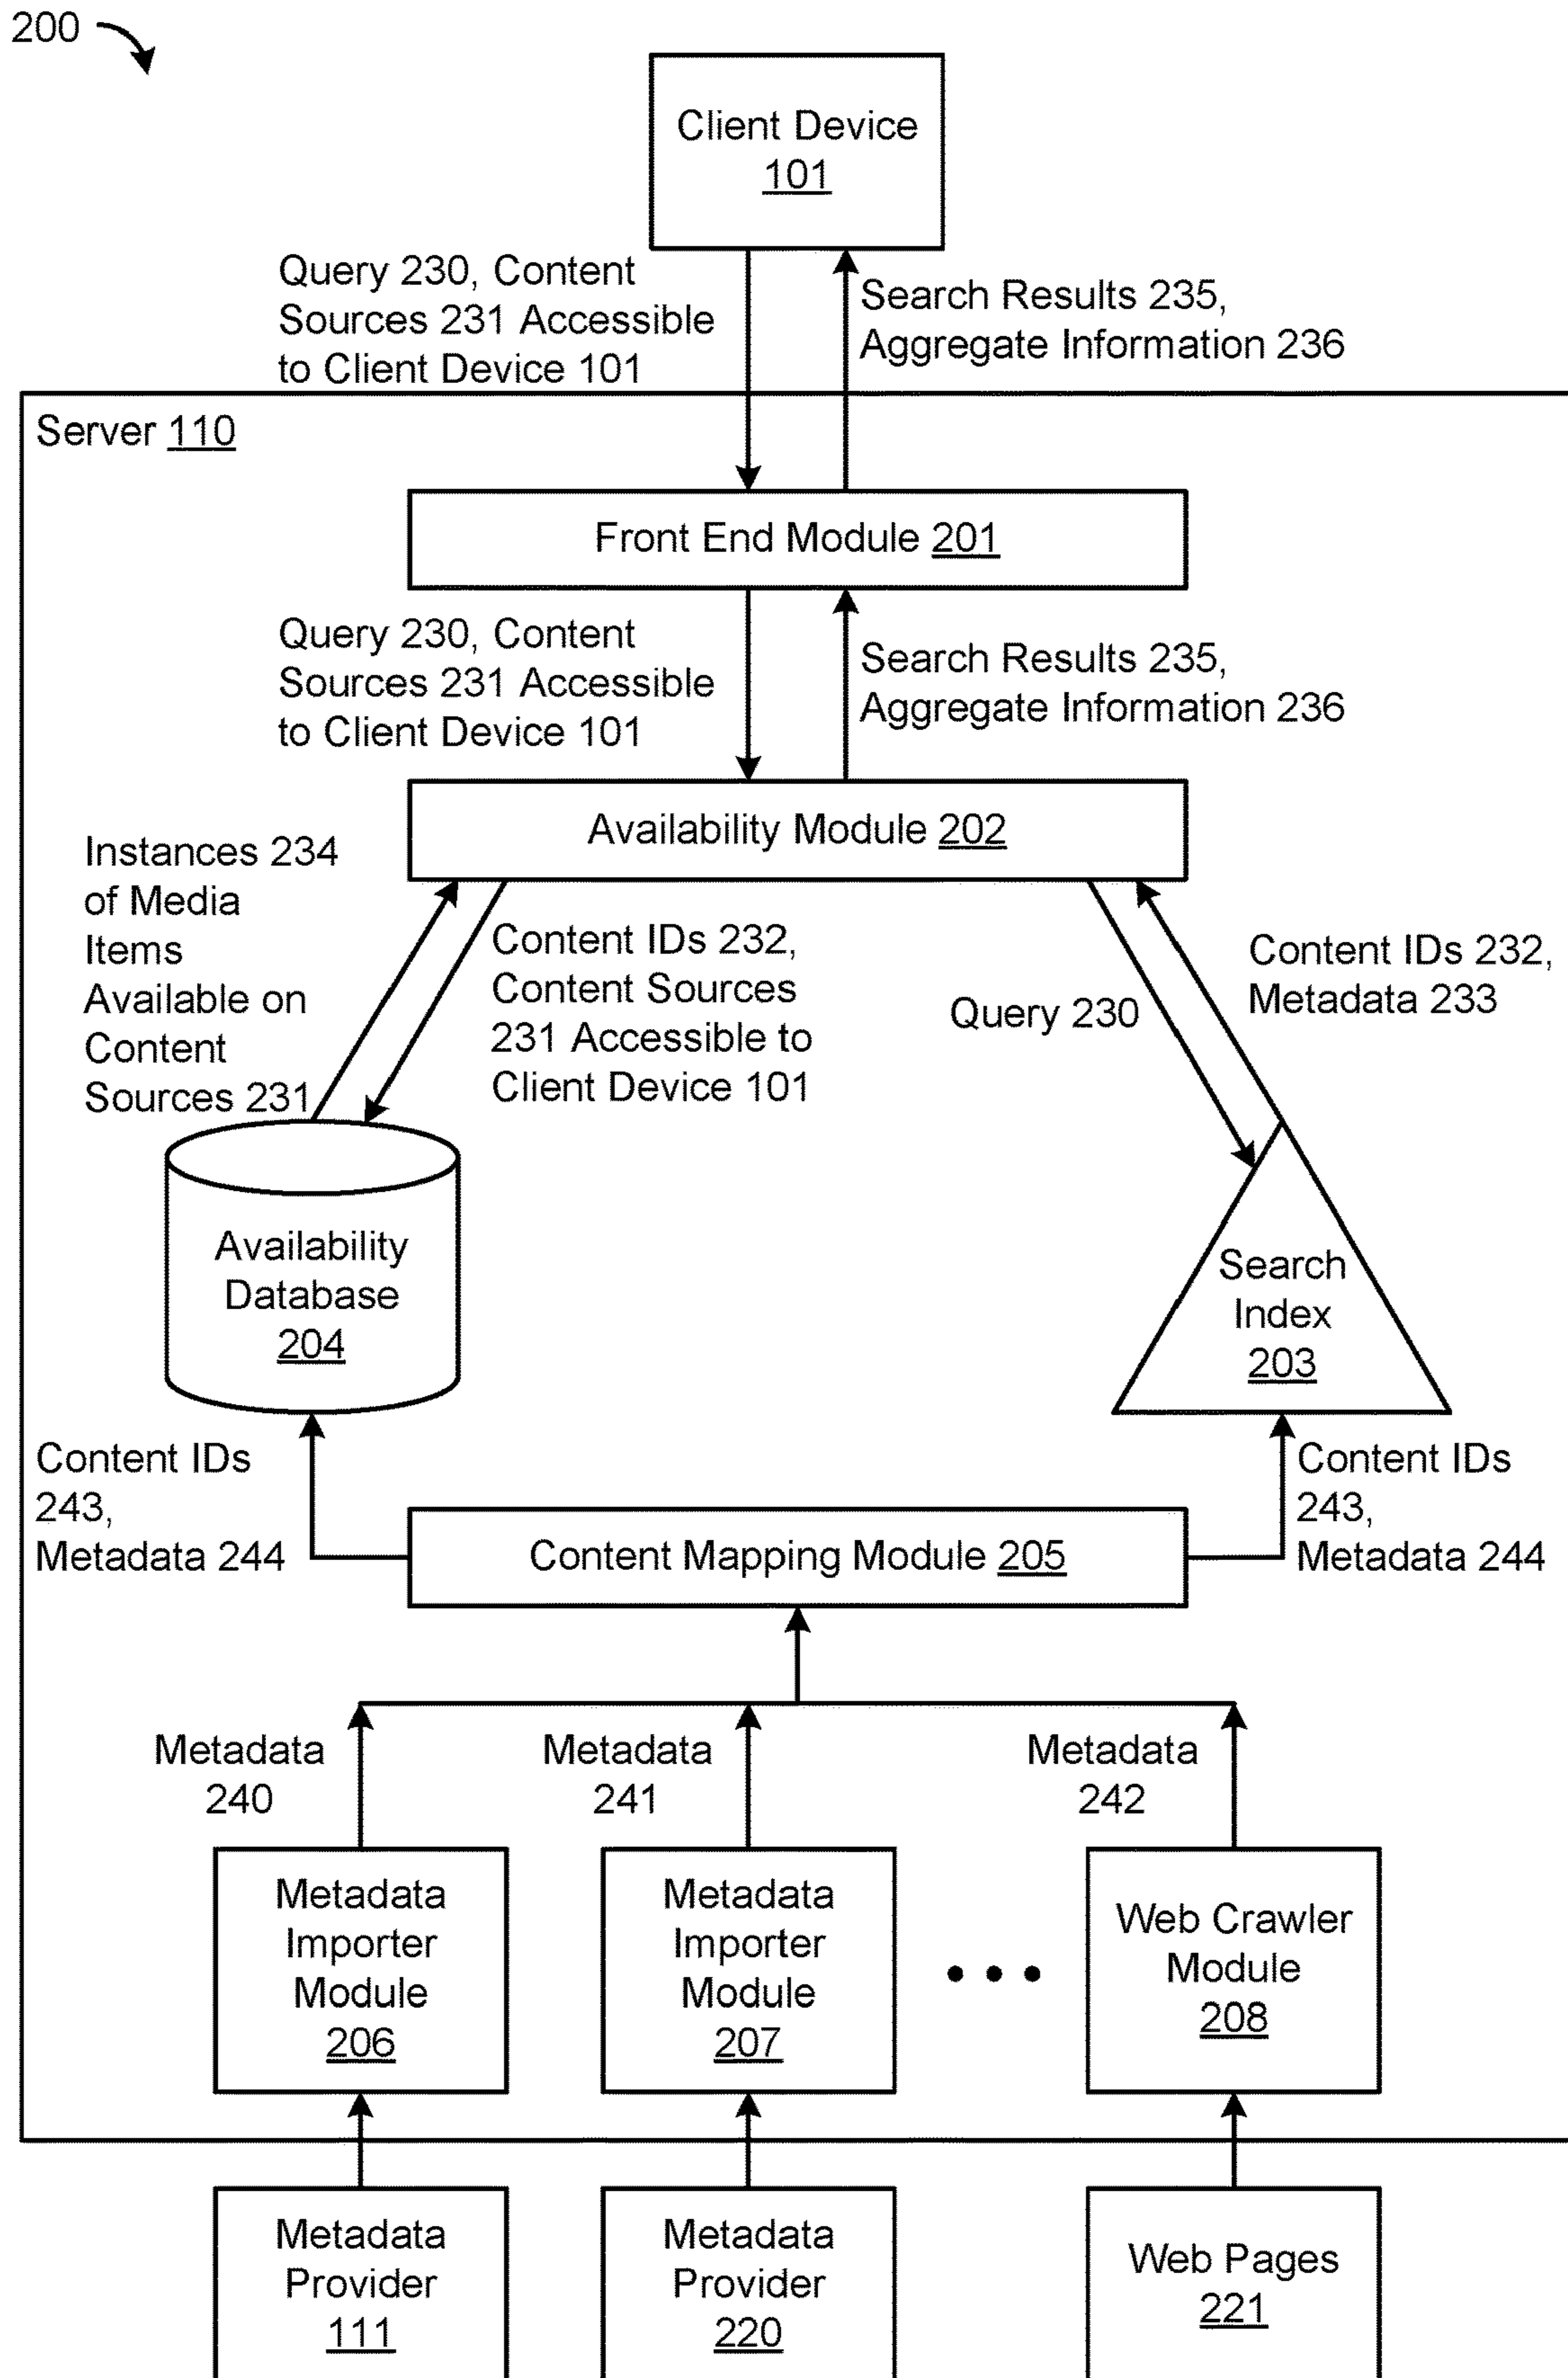 200
Client Device
101
Query 230, Content
Sources 231 Accessible
to Client Device 101
Search Results 235,
Aggregate Information 236
Server 110
Front End Module 201
Query 230, Content
Sources 231 Accessible
to Client Device 101
Search Results 235,
Aggregate Information 236
Availability Module 202
Instances 234
of Media
Items
Available on
Content
Sources 231
Content IDs 232,
Content Sources
231 Accessible to
Client Device 101
Query 230
Content IDs 232,
Metadata 233
Availability
Database
204
Search
Index
203
Content IDs
243,
Metadata 244
Content Mapping Module 205
Content IDs
243,
Metadata 244
Metadata
240
Metadata
241
Metadata
242
Metadata
Importer
Module
206
Metadata
Importer
Module
207
Web Crawler
Module
208
Metadata
Provider
111
Metadata
Provider
220
Web Pages
221